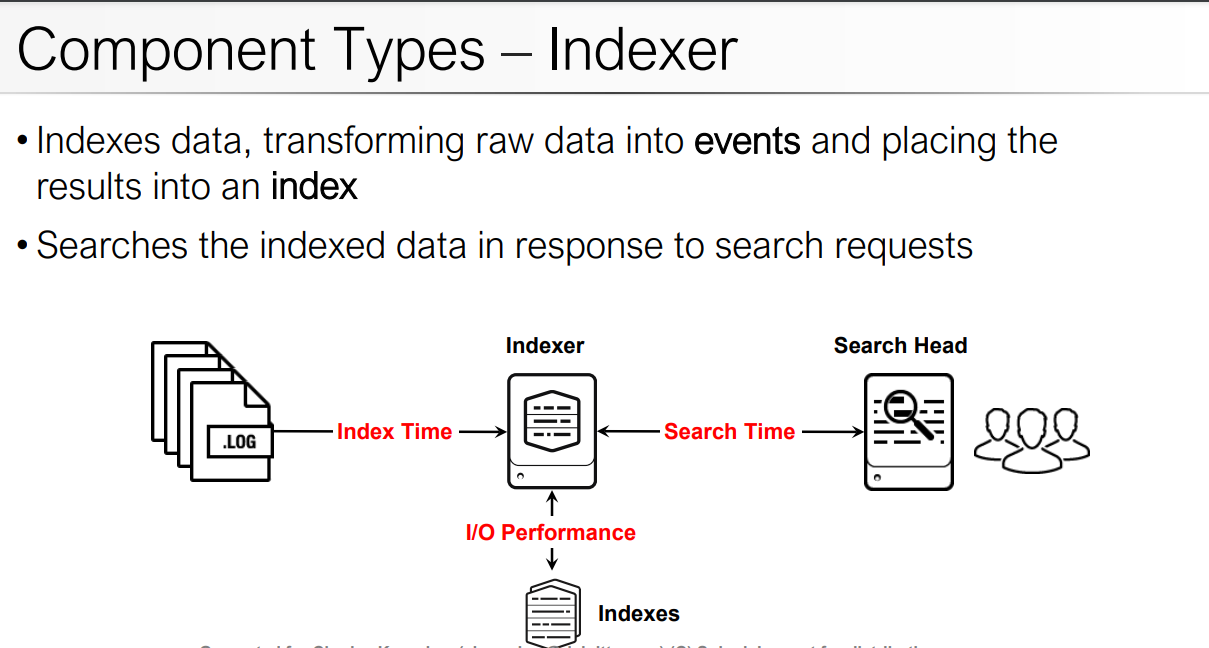 Component Types – Indexer
• Indexes data, transforming raw data into events and placing the
results into an index
• Searches the indexed data in response to search requests
Indexer
Search Head
.LOG
Index Time
Search Time
I/O Performance
Indexes